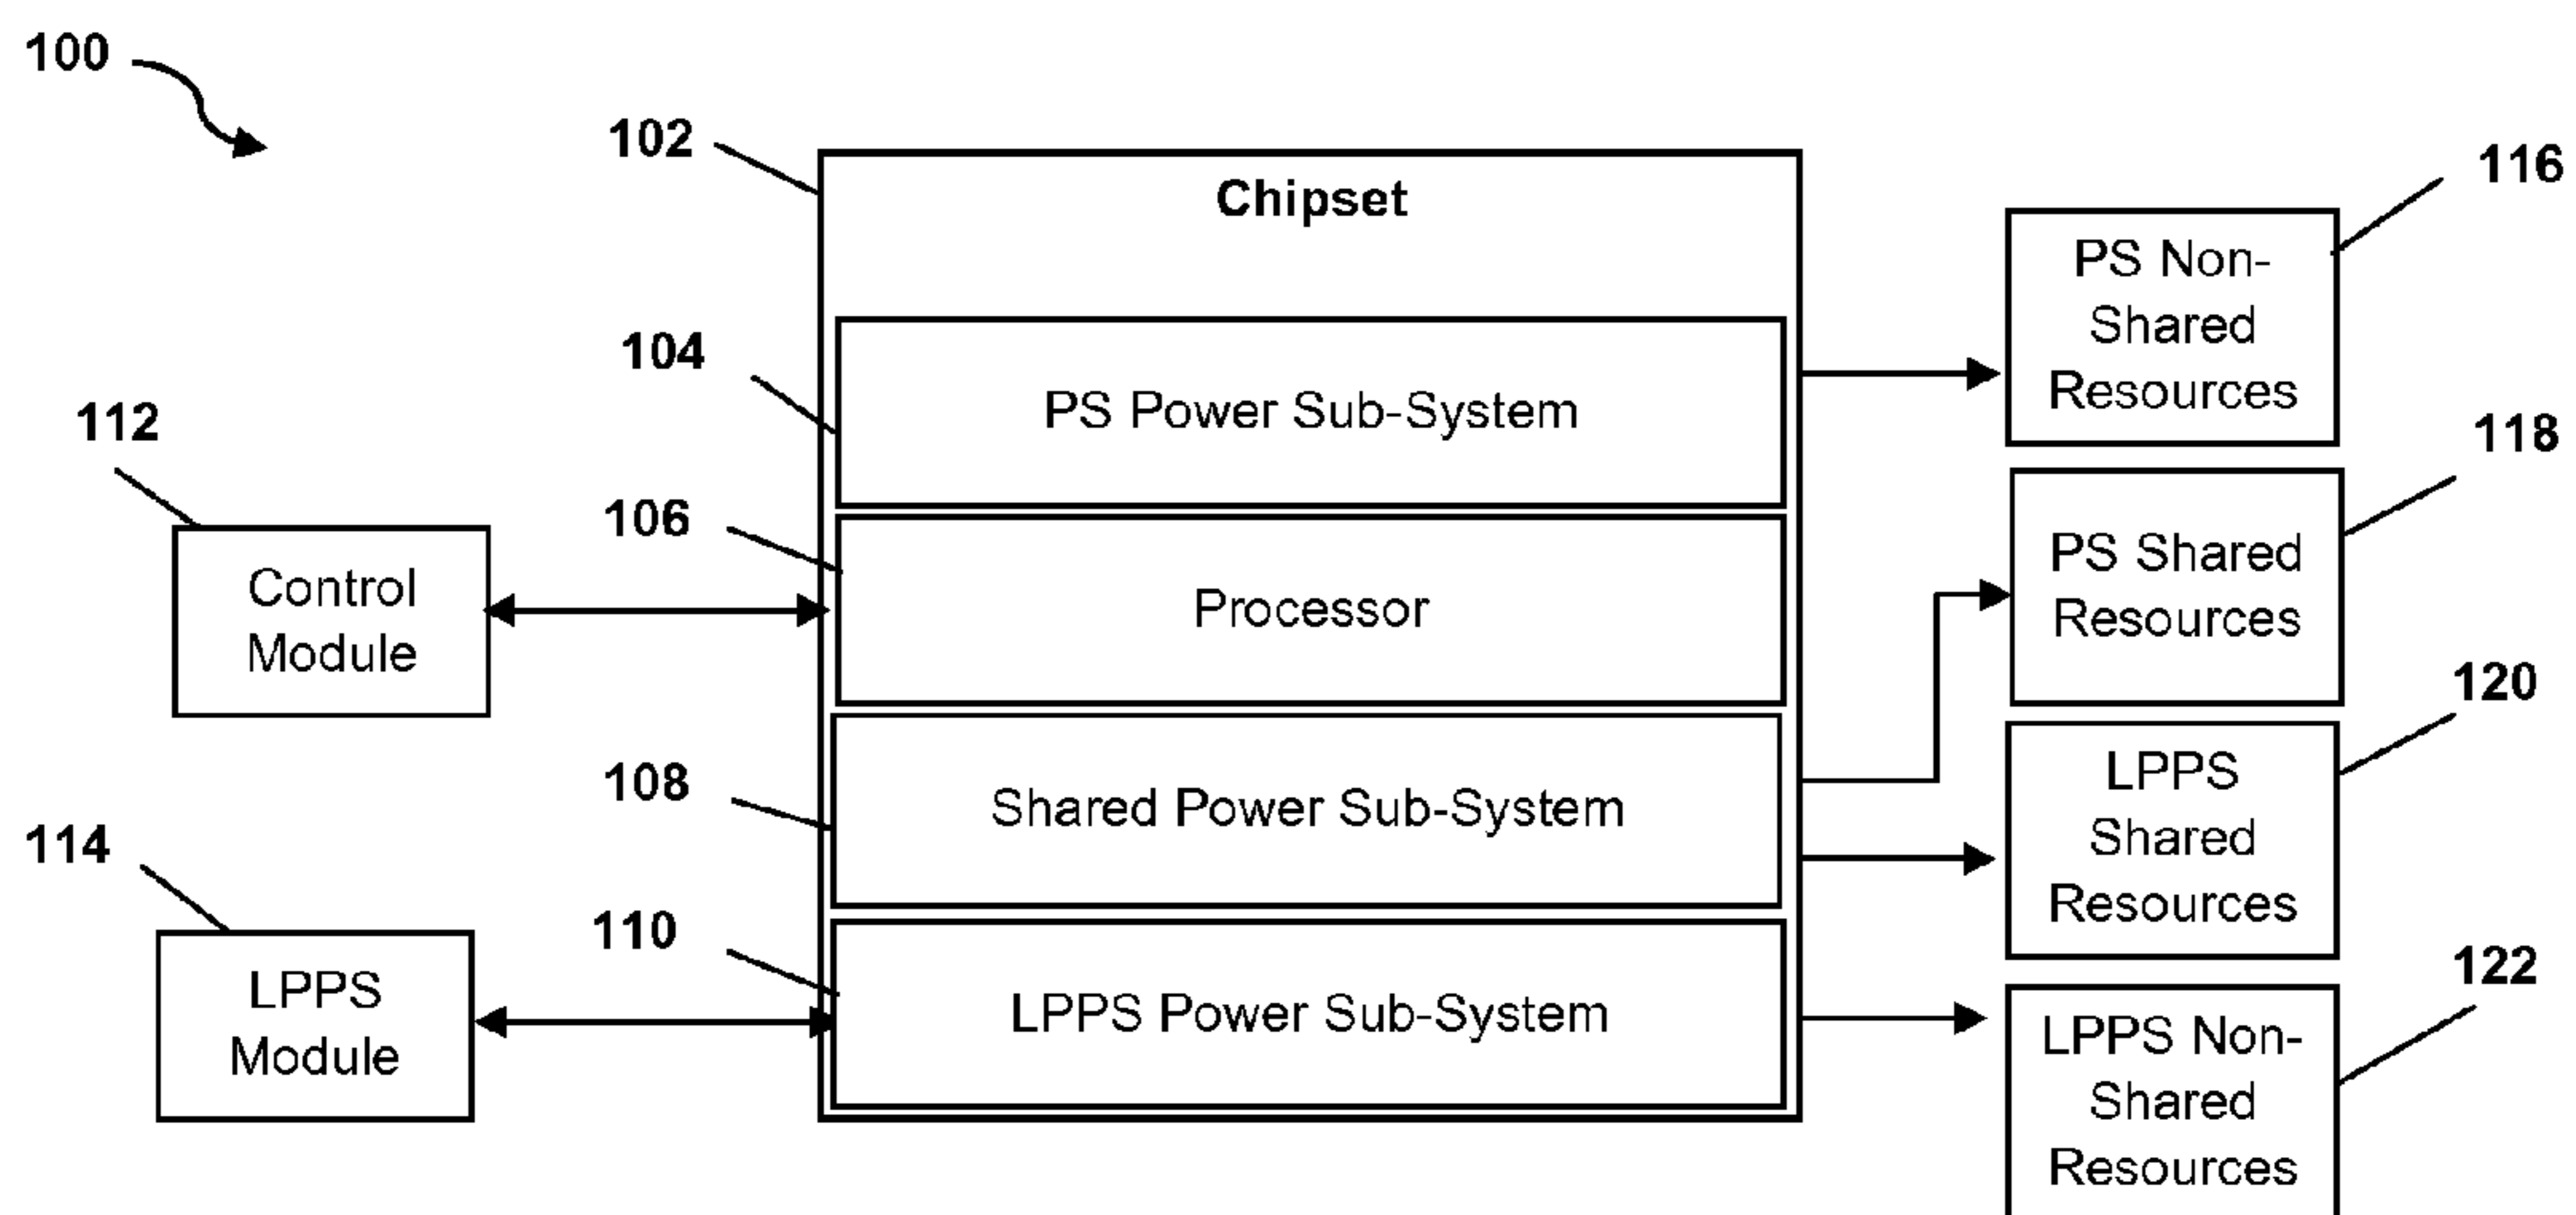 100
102
Chipset
116
PS Non-
Shared
Resources
104
PS Power Sub-System
112
118
106
Control
Module
Processor
PS Shared
Resources
120
108
Shared Power Sub-System
LPPS
Shared
Resources
114
110
122
LPPS
Module
LPPS Power Sub-System
LPPS Non-
Shared
Resources